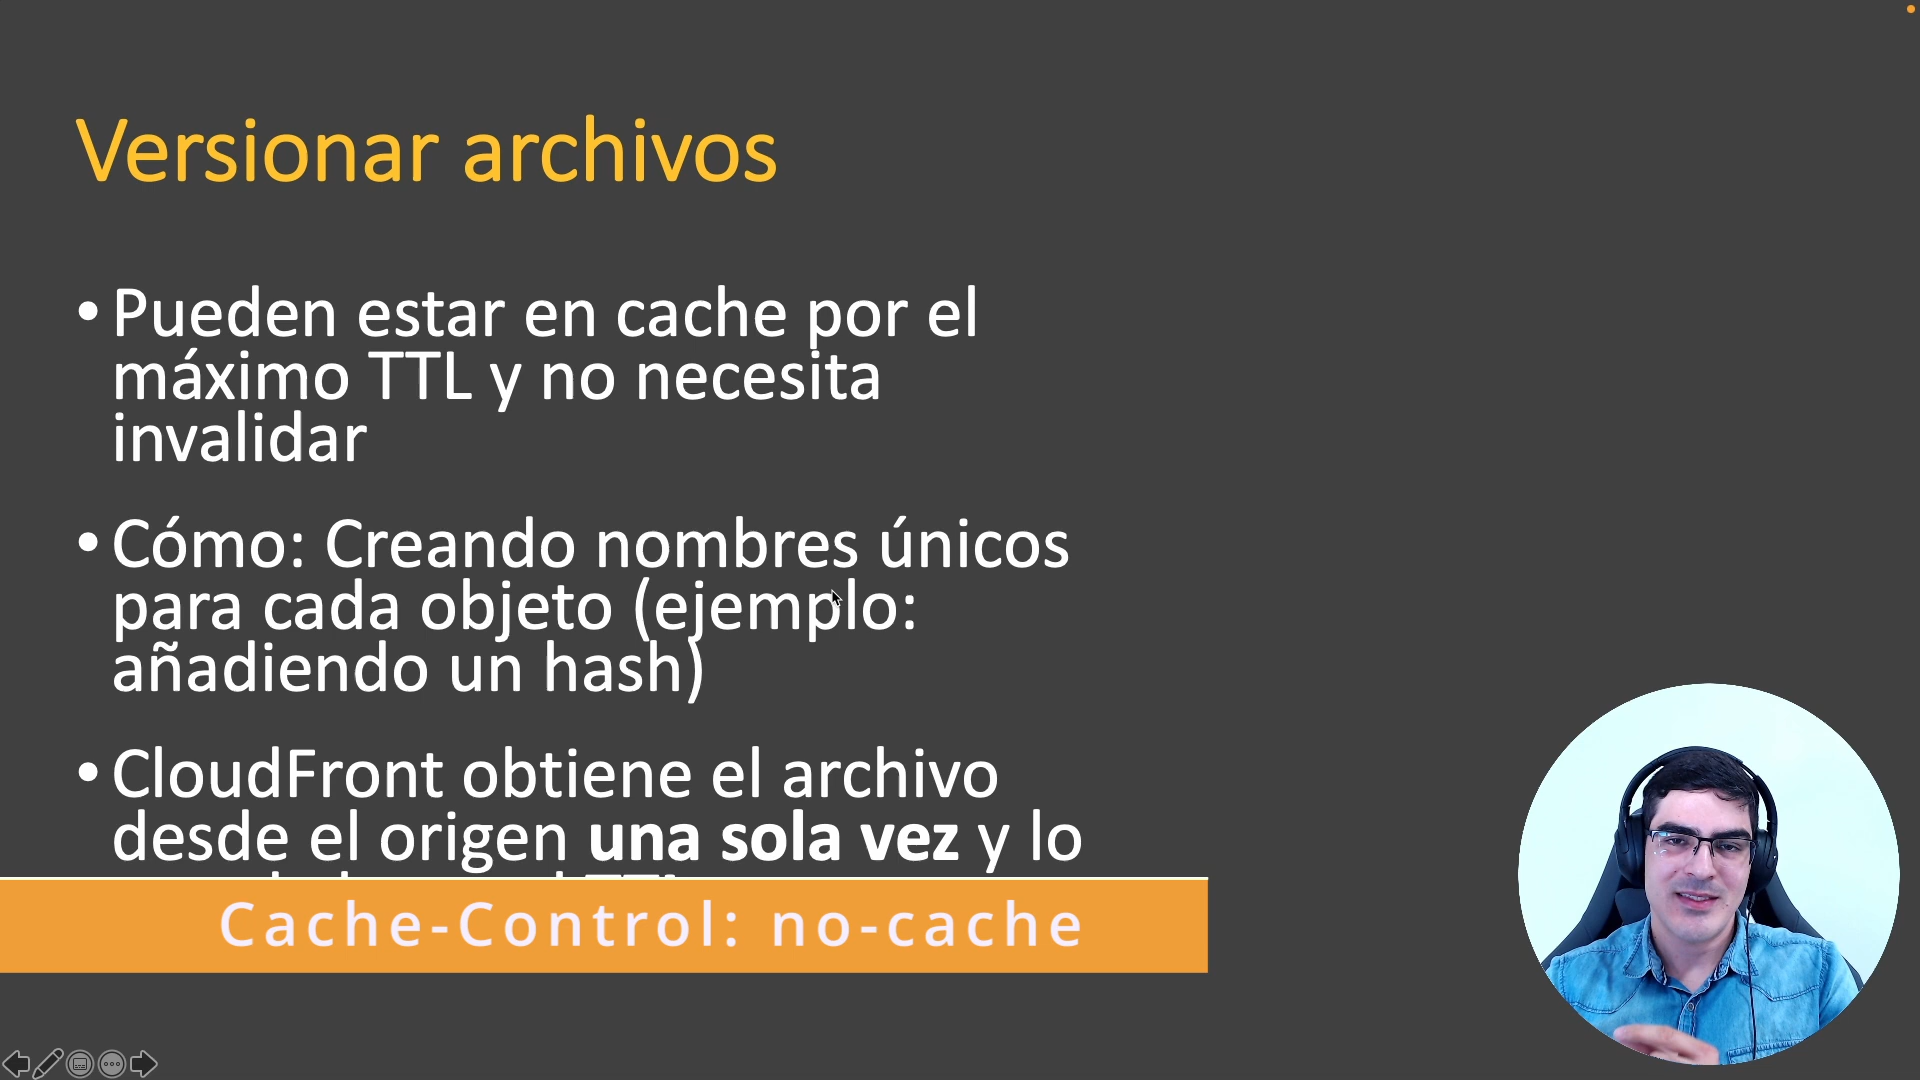 Versionar archivos
• Pueden estar en cache por el
máximo TTL y no necesita
invalidar
• Cómo: Creando nombres únicos
para cada objeto (ejemplo:
añadiendo un hash)
• CloudFront obtiene el archivo
desde el origen una sola vez y lo
Cache-Control: no-cache